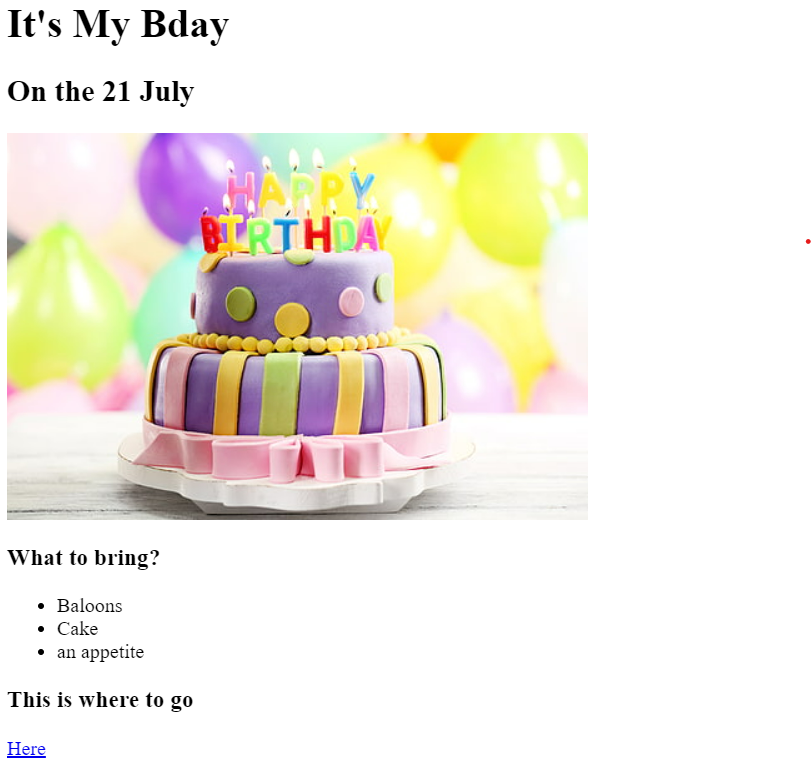 It's My Bday
On the 21 July
HAPPY
BIRTHDAY
What to bring?
Baloons
Cake
an appetite
This is where to go
Here